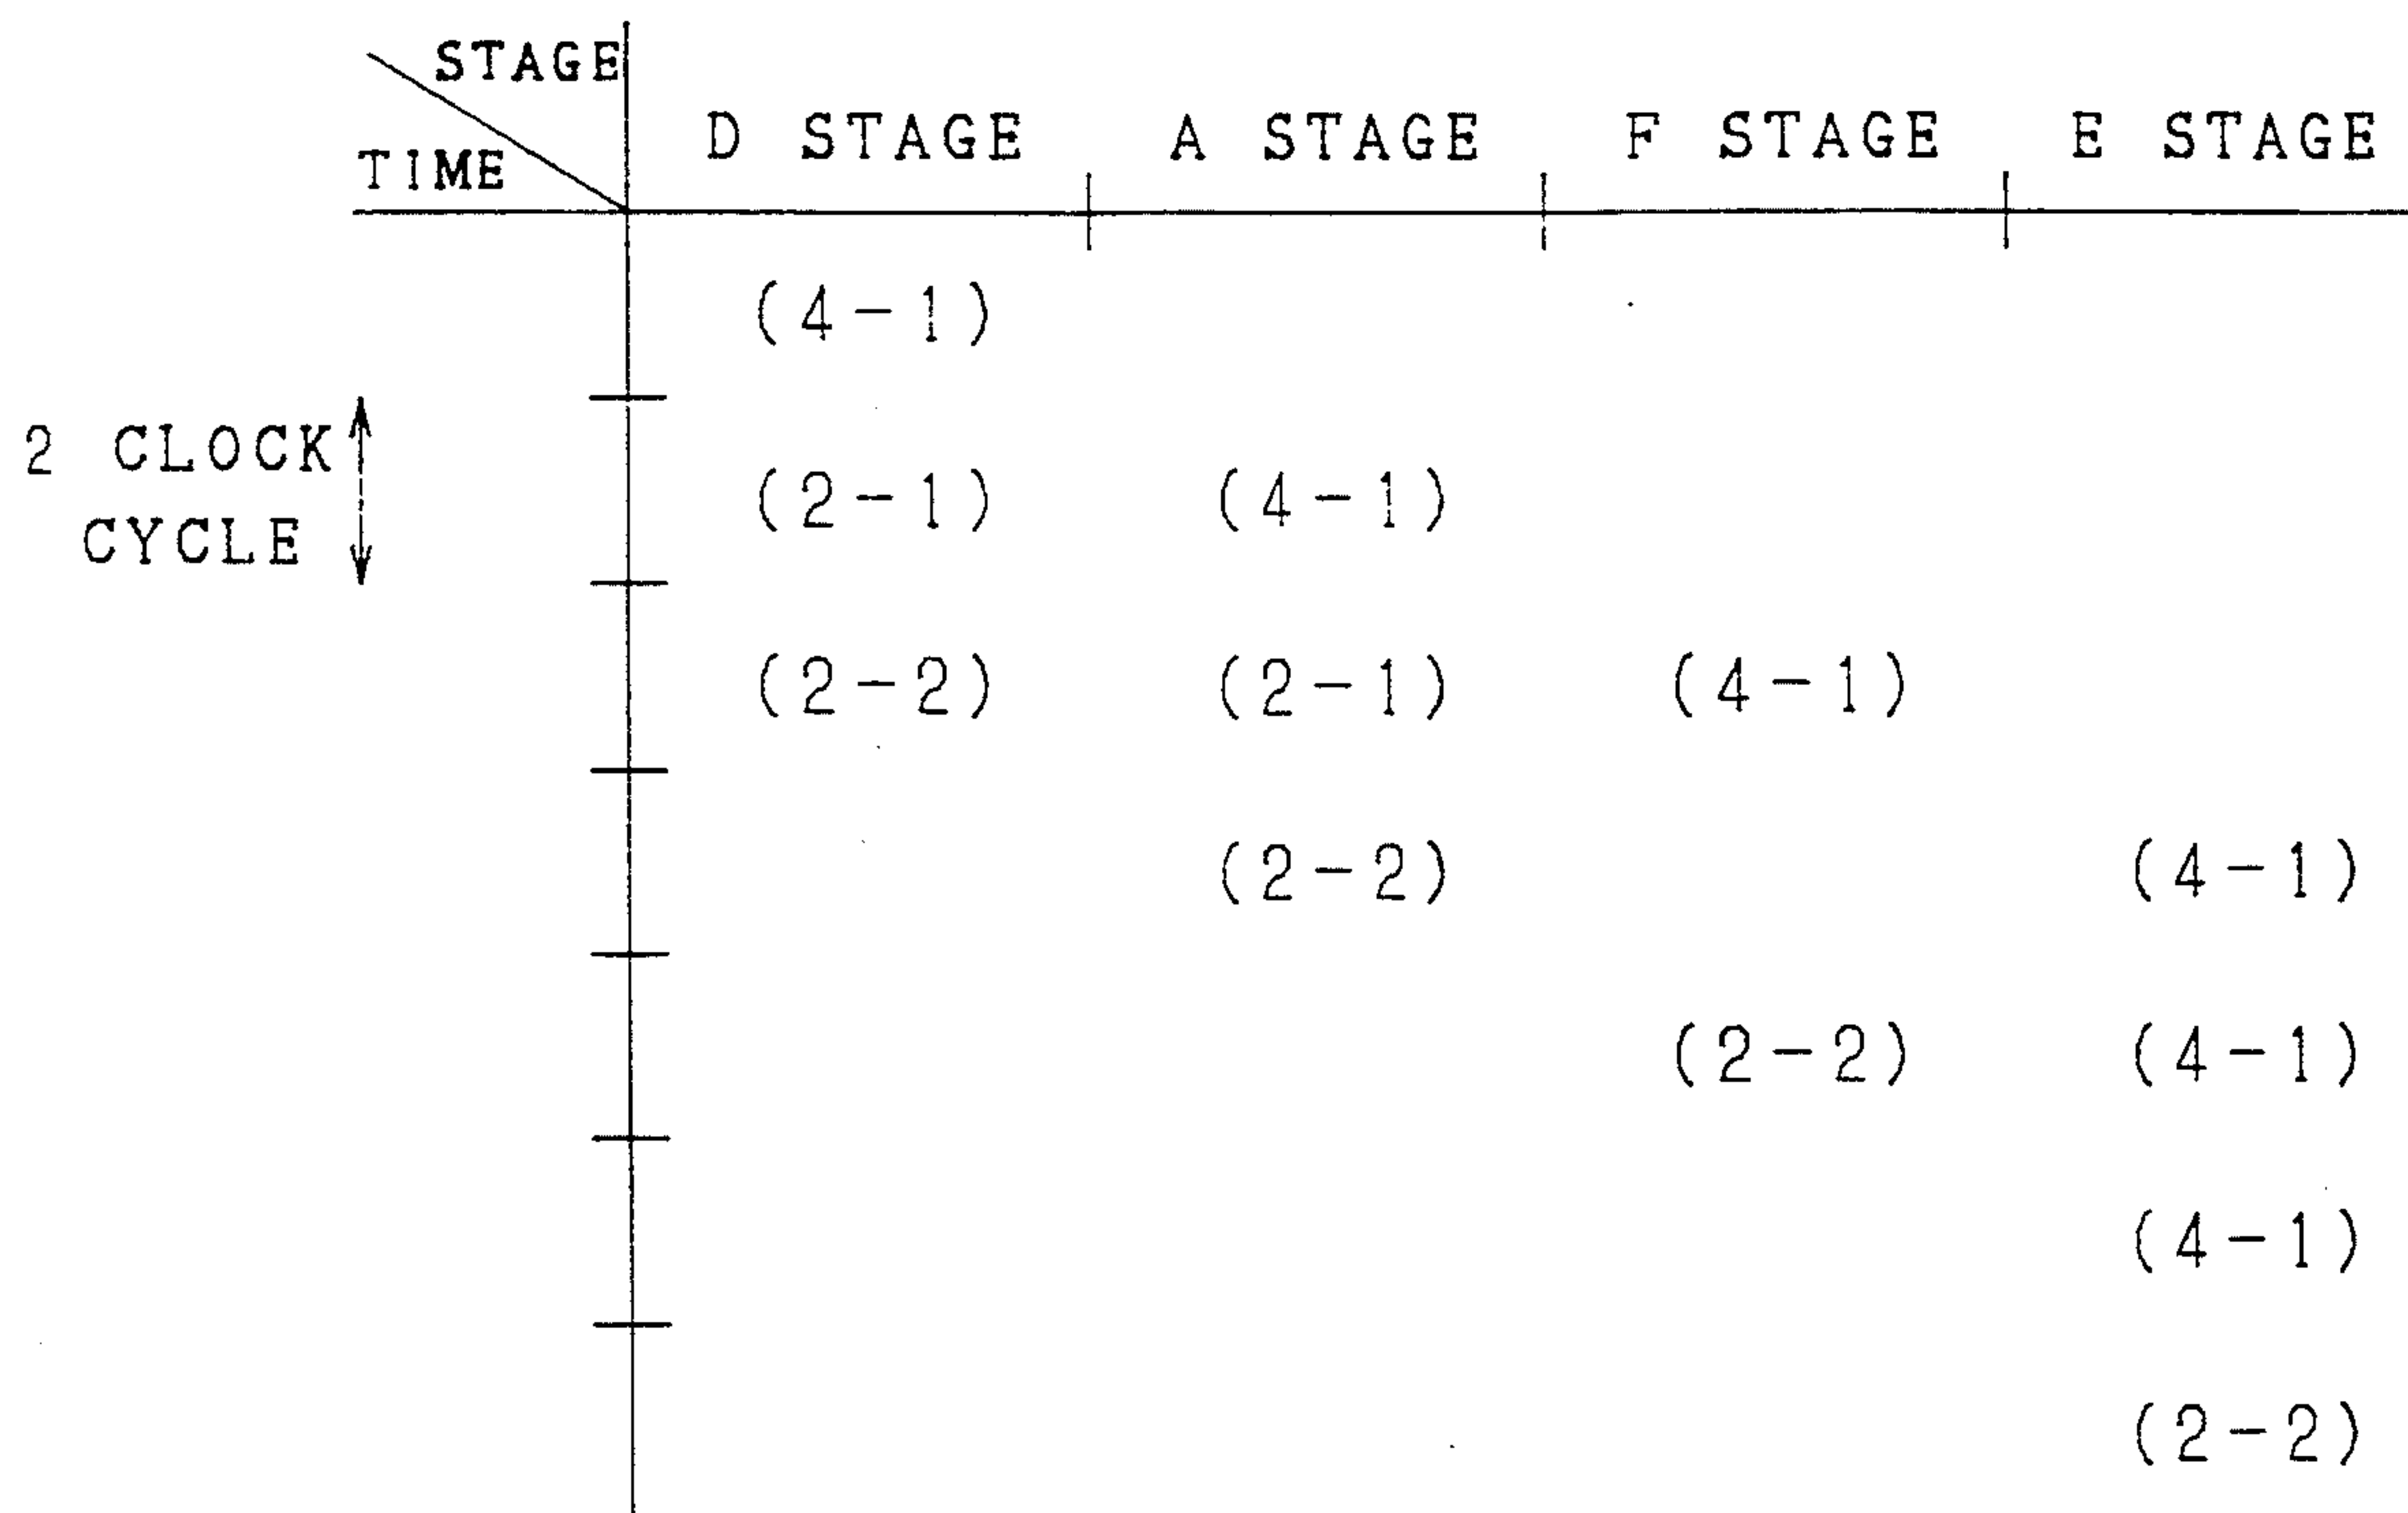 STAGE
TIME
D STAGE A STAGE F STAGE E STAGE
(4-1)
2 CLOCK
CYCLE
(2-1) (4-1)
(2-2) (2-1) (4-1)
(2-2) (4-1)
(2-2) (4-1)
(4-1)
(2-2)